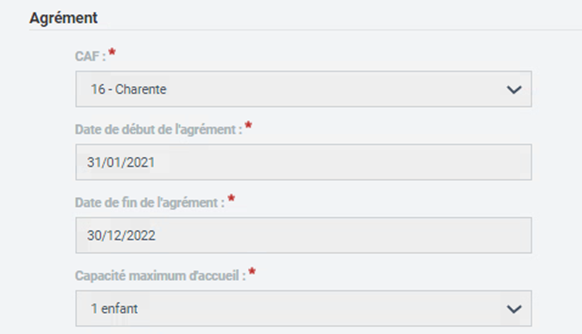 Agrément
CAF : *
16 - Charente
Date de début de l'agrément : *
31/01/2021
Date de fin de l'agrément : *
30/12/2022
Capacité maximum d'accueil : *
1 enfant